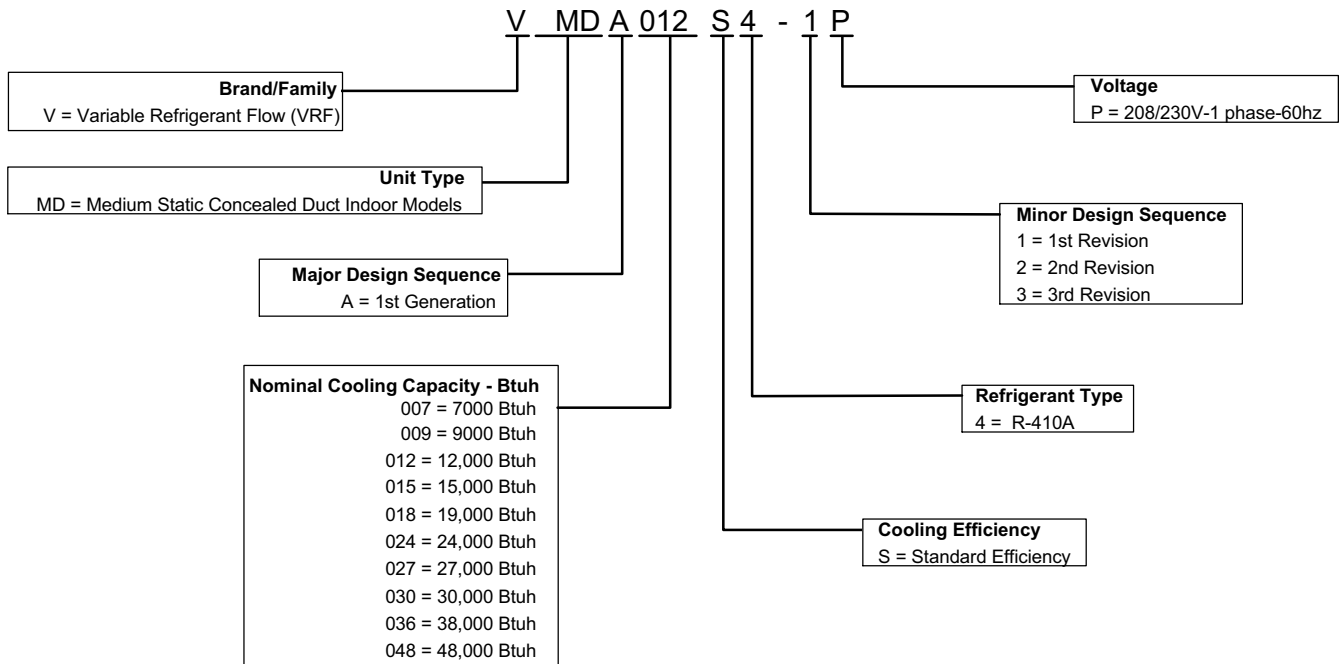 V MD A 012 S 4 - 1 P
Brand/Family
V = Variable Refrigerant Flow (VRF)
Unit Type
MD = Medium Static Concealed Duct Indoor Models
Major Design Sequence
A = 1st Generation
Nominal Cooling Capacity - Btuh
007 = 7000 Btuh
009 = 9000 Btuh
012 = 12,000 Btuh
015 = 15,000 Btuh
018 = 19,000 Btuh
024 = 24,000 Btuh
027 = 27,000 Btuh
030 = 30,000 Btuh
036 = 38,000 Btuh
048 = 48,000 Btuh
Voltage
P = 208/230V-1 phase-60hz
Minor Design Sequence
1 = 1st Revision
2 = 2nd Revision
3 = 3rd Revision
Refrigerant Type
4 = R-410A
Cooling Efficiency
S = Standard Efficiency